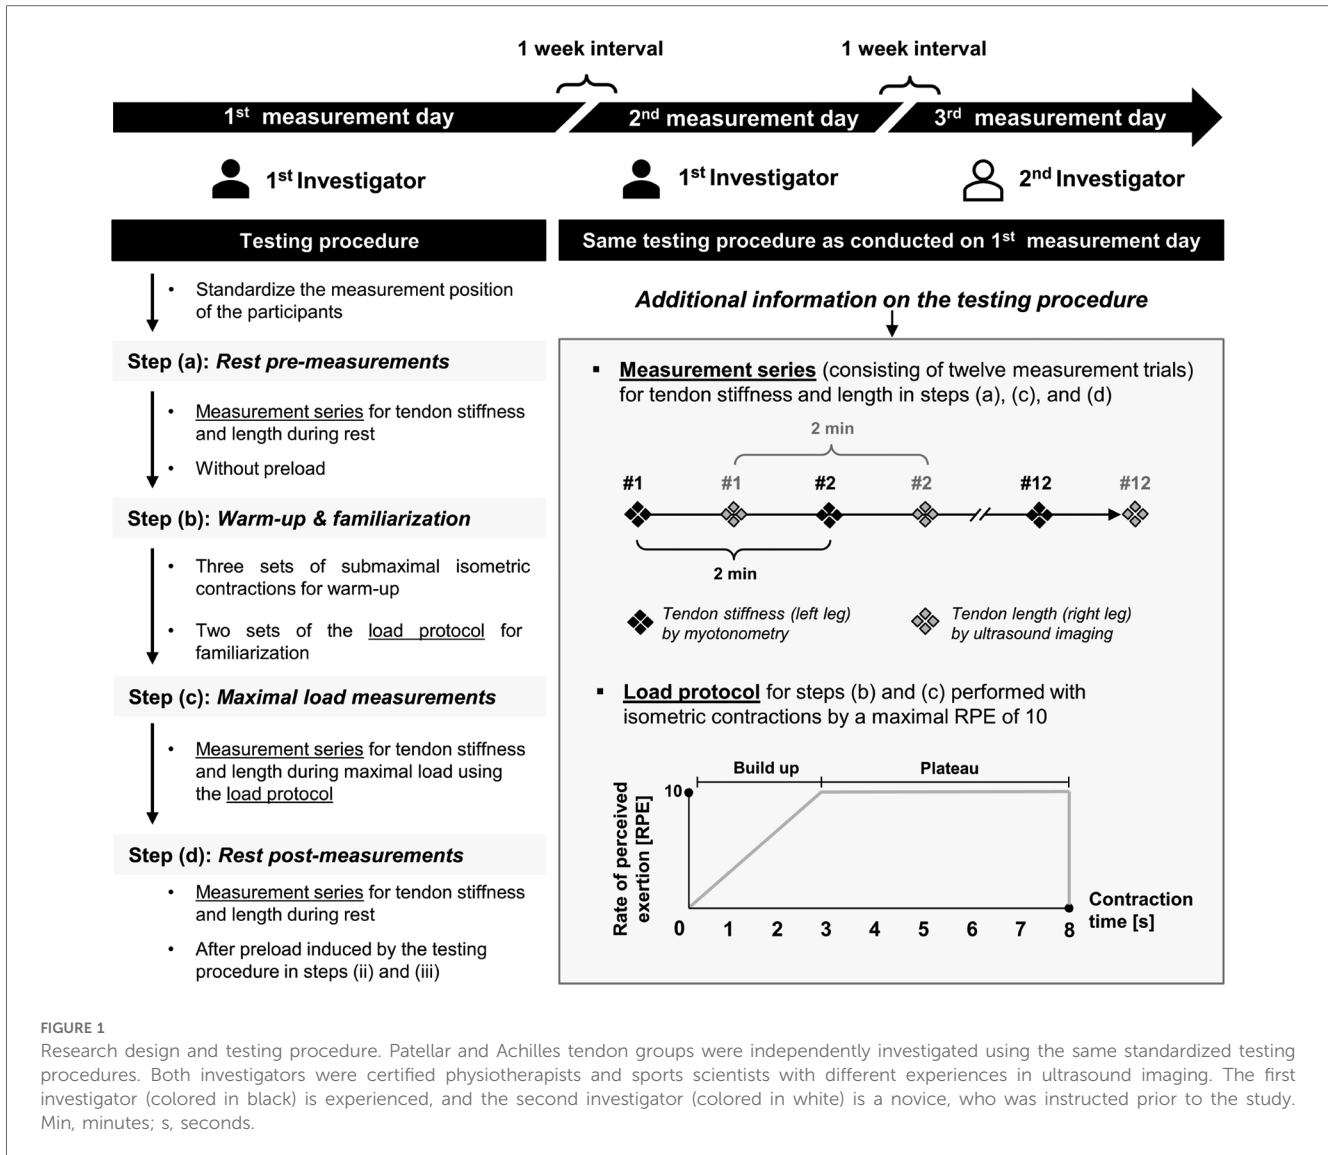 1 week interval
1 week interval
1st measurement day
2nd measurement day
3rd measurement day
1st Investigator
1st Investigator
2nd Investigator
Testing procedure
Same testing procedure as conducted on 1st measurement day
• Standardize the measurement position
of the participants
Step (a): Rest pre-measurements
• Measurement series for tendon stiffness
and length during rest
• Without preload
Step (b): Warm-up & familiarization
• Three sets of submaximal isometric
contractions for warm-up
• Two sets of the load protocol for
familiarization
Step (c): Maximal load measurements
• Measurement series for tendon stiffness
and length during maximal load using
the load protocol
Step (d): Rest post-measurements
• Measurement series for tendon stiffness
and length during rest
• After preload induced by the testing
procedure in steps (ii) and (iii)
Additional information on the testing procedure
▪ Measurement series (consisting of twelve measurement trials)
for tendon stiffness and length in steps (a), (c), and (d)
2 min
#1 #1 #2 #2 #12 #12
2 min
Tendon stiffness (left leg)
by myotonometry
Tendon length (right leg)
by ultrasound imaging
▪ Load protocol for steps (b) and (c) performed with
isometric contractions by a maximal RPE of 10
Build up
Plateau
10
Rate of perceived
exertion [RPE]
0 1 2 3 4 5 6 7 8
Contraction
time [s]
FIGURE 1
Research design and testing procedure. Patellar and Achilles tendon groups were independently investigated using the same standardized testing
procedures. Both investigators were certified physiotherapists and sports scientists with different experiences in ultrasound imaging. The first
investigator (colored in black) is experienced, and the second investigator (colored in white) is a novice, who was instructed prior to the study.
Min, minutes; s, seconds.